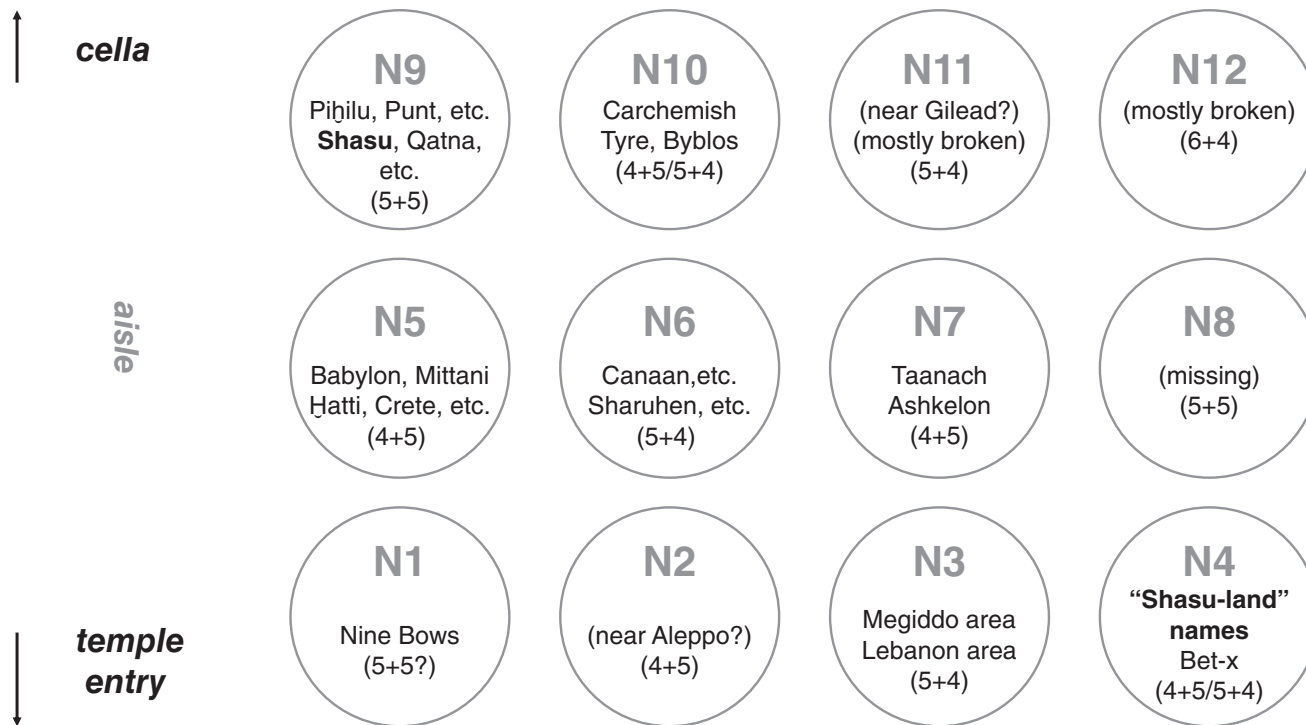 cella
N9
Piḫilu, Punt, etc.
Shasu, Qatna,
etc.
(5+5)
N10
Carchemish
Tyre, Byblos
(4+5/5+4)
N11
(near Gilead?)
(mostly broken)
(5+4)
N12
(mostly broken)
(6+4)
aisle
N5
Babylon, Mittani
Ḫatti, Crete, etc.
(4+5)
N6
Canaan,etc.
Sharuhen, etc.
(5+4)
N7
Taanach
Ashkelon
(4+5)
N8
(missing)
(5+5)
temple
entry
N1
Nine Bows
(5+5?)
N2
(near Aleppo?)
(4+5)
N3
Megiddo area
Lebanon area
(5+4)
N4
“Shasu-land”
names
Bet-x
(4+5/5+4)